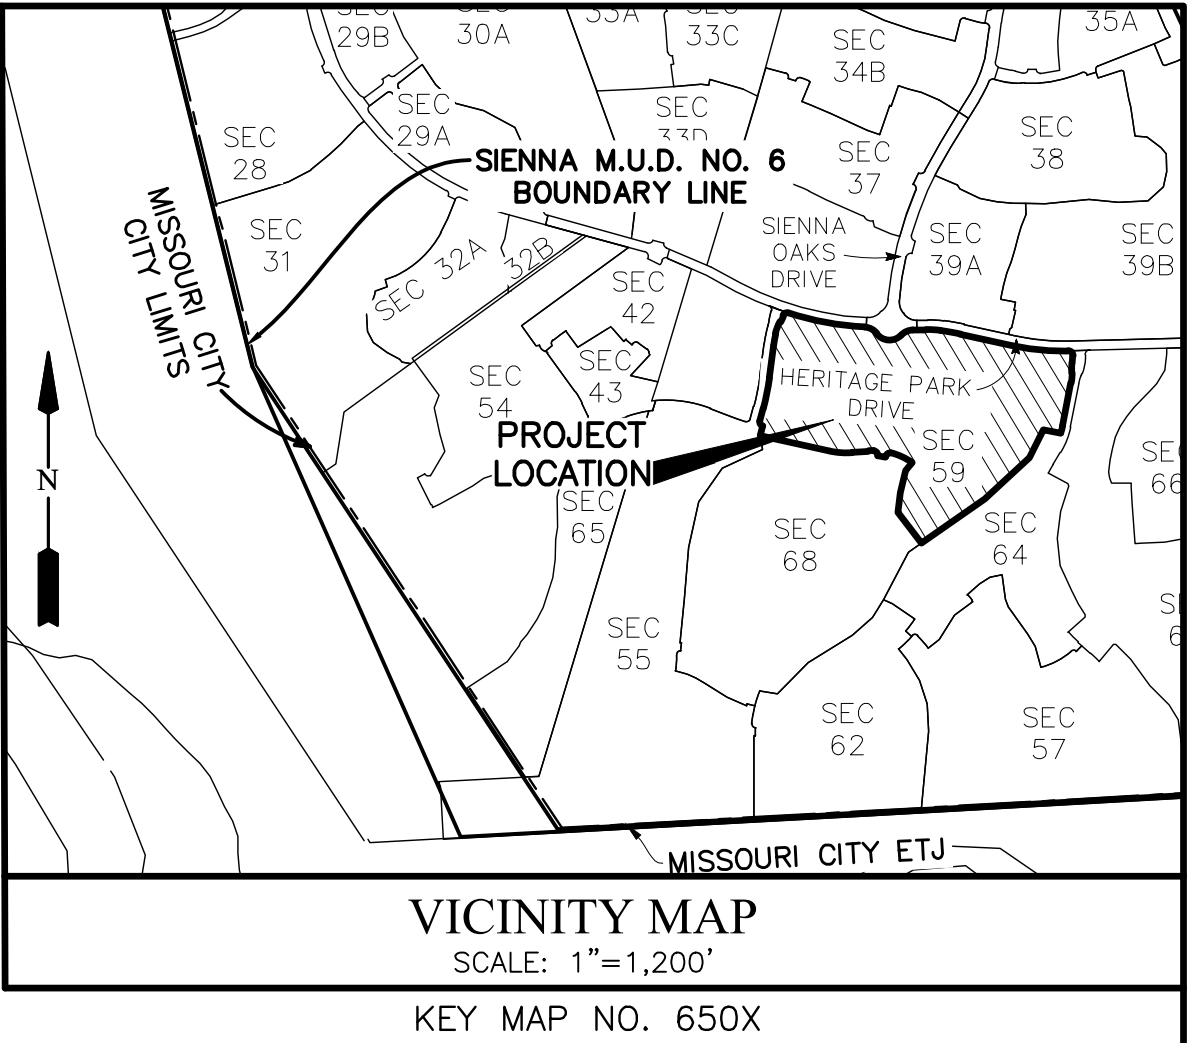 SEC
29B
SEC
30A
33A
SEC
33C
35A
SEC
34B
SEC
28
SEC
29A
SEC
33D
SEC
37
SEC
38
SIENNA M.U.D. NO. 6
BOUNDARY LINE
MISSOURI CITY
CITY LIMITS
SEC
31
SEC 32A
32B
SIENNA
OAKS
DRIVE
SEC
39A
SEC
39B
SEC
42
SEC
43
SEC
54
HERITAGE PARK
DRIVE
PROJECT
LOCATION
SEC
59
SEC
65
SEC
68
SEC
64
SE
66
SEC
55
SEC
62
SEC
57
N
MISSOURI CITY ETJ
VICINITY MAP
SCALE: 1"=1,200'
KEY MAP NO. 650X